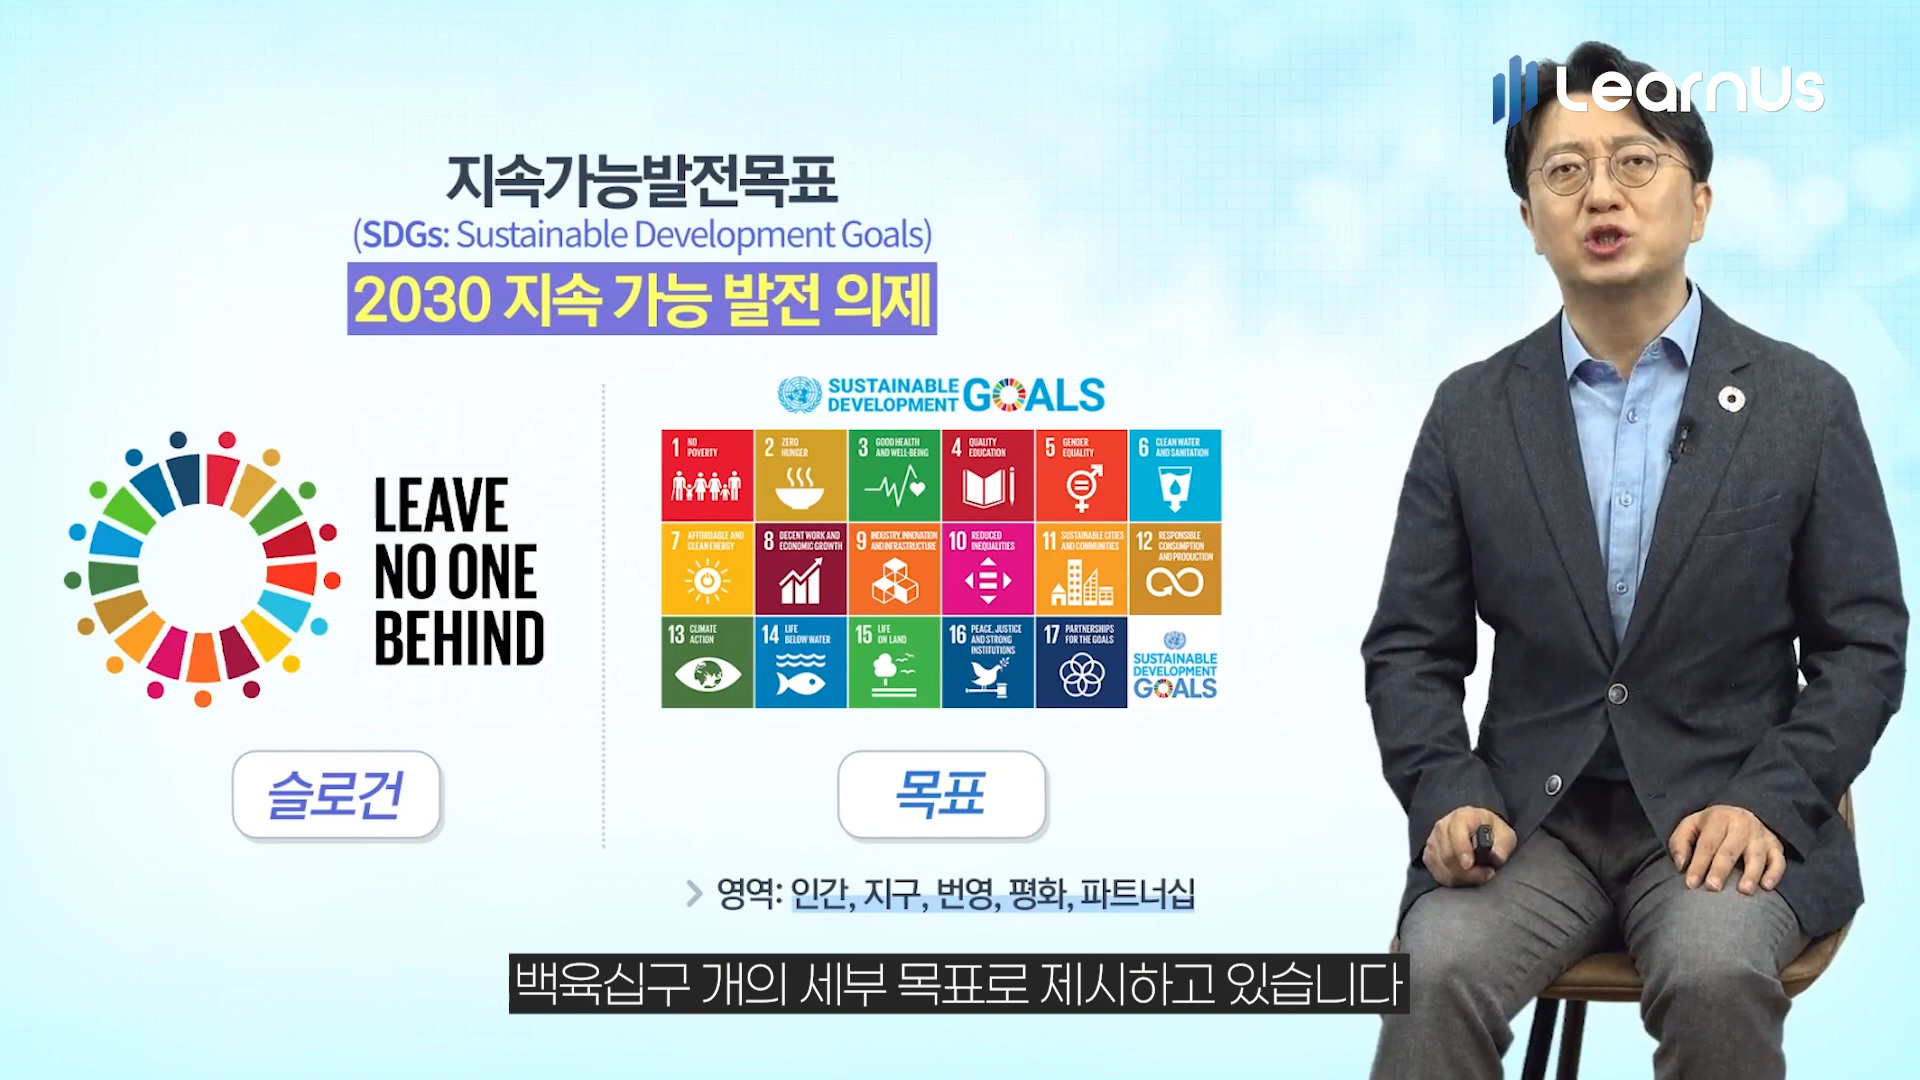 LearnUs
지속가능발전목표
(SDGs: Sustainable Development Goals)
2030 지속 가능 발전 의제
LEAVE
NO ONE
BEHIND
슬로건
SUSTAINABLE
DEVELOPMENT GOALS
1 NO
POVERTY
2 ZERO
HUNGER
3 GOOD HEALTH
AND WELL-BEING
4 QUALITY
EDUCATION
5 GENDER
EQUALITY
6 CLEAN WATER
AND SANITATION
7 AFFORDABLE AND
CLEAN ENERGY
8 DECENT WORK AND
ECONOMIC GROWTH
9 INDUSTRY, INNOVATION
AND INFRASTRUCTURE
10 REDUCED
INEQUALITIES
11 SUSTAINABLE CITIES
AND COMMUNITIES
12 RESPONSIBLE
CONSUMPTION
AND PRODUCTION
13 CLIMATE
ACTION
14 LIFE
BELOW WATER
15 LIFE
ON LAND
16 PEACE, JUSTICE
AND STRONG
INSTITUTIONS
17 PARTNERSHIPS
FOR THE GOALS
SUSTAINABLE
DEVELOPMENT
GOALS
목표
영역: 인간, 지구, 번영, 평화, 파트너십
백육십구 개의 세부 목표로 제시하고 있습니다